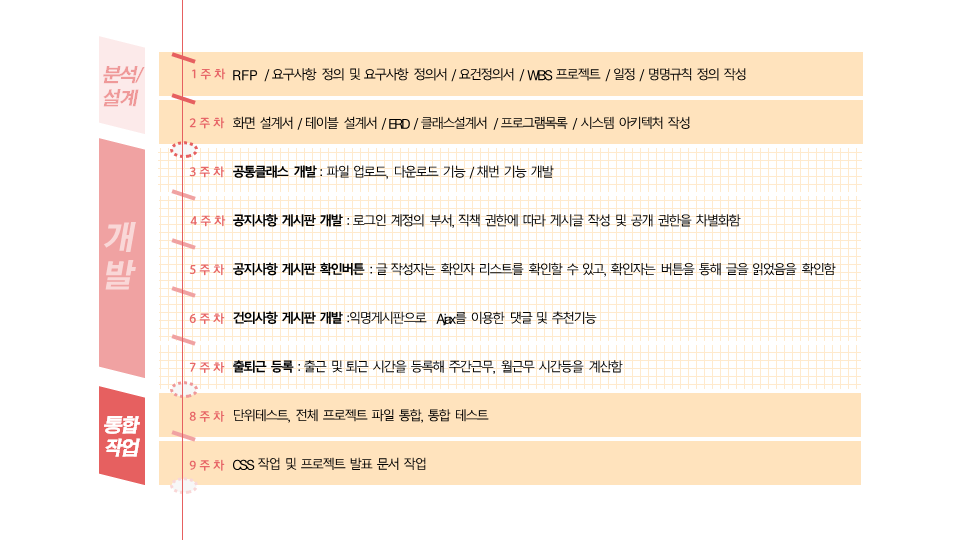 분석/
설계
1주차 RFP / 요구사항 정의 및 요구사항 정의서 / 요건정의서 / WBS 프로젝트 / 일정 / 명명규칙 정의 작성
2주차 화면 설계서 / 테이블 설계서 / ERD / 클래스설계서 / 프로그램목록 / 시스템 아키텍처 작성
개
발
3주차 공통클래스 개발 : 파일 업로드, 다운로드 기능 / 채번 기능 개발
4주차 공지사항 게시판 개발 : 로그인 계정의 부서, 직책 권한에 따라 게시글 작성 및 공개 권한을 차별화함
5주차 공지사항 게시판 확인버튼 : 글 작성자는 확인자 리스트를 확인할 수 있고, 확인자는 버튼을 통해 글을 읽었음을 확인함
6주차 건의사항 게시판 개발 :익명게시판으로 Ajax를 이용한 댓글 및 추천기능
7주차 출퇴근 등록 : 출근 및 퇴근 시간을 등록해 주간근무, 월근무 시간등을 계산함
통합
작업
8주차 단위테스트, 전체 프로젝트 파일 통합, 통합 테스트
9주차 CSS 작업 및 프로젝트 발표 문서 작업